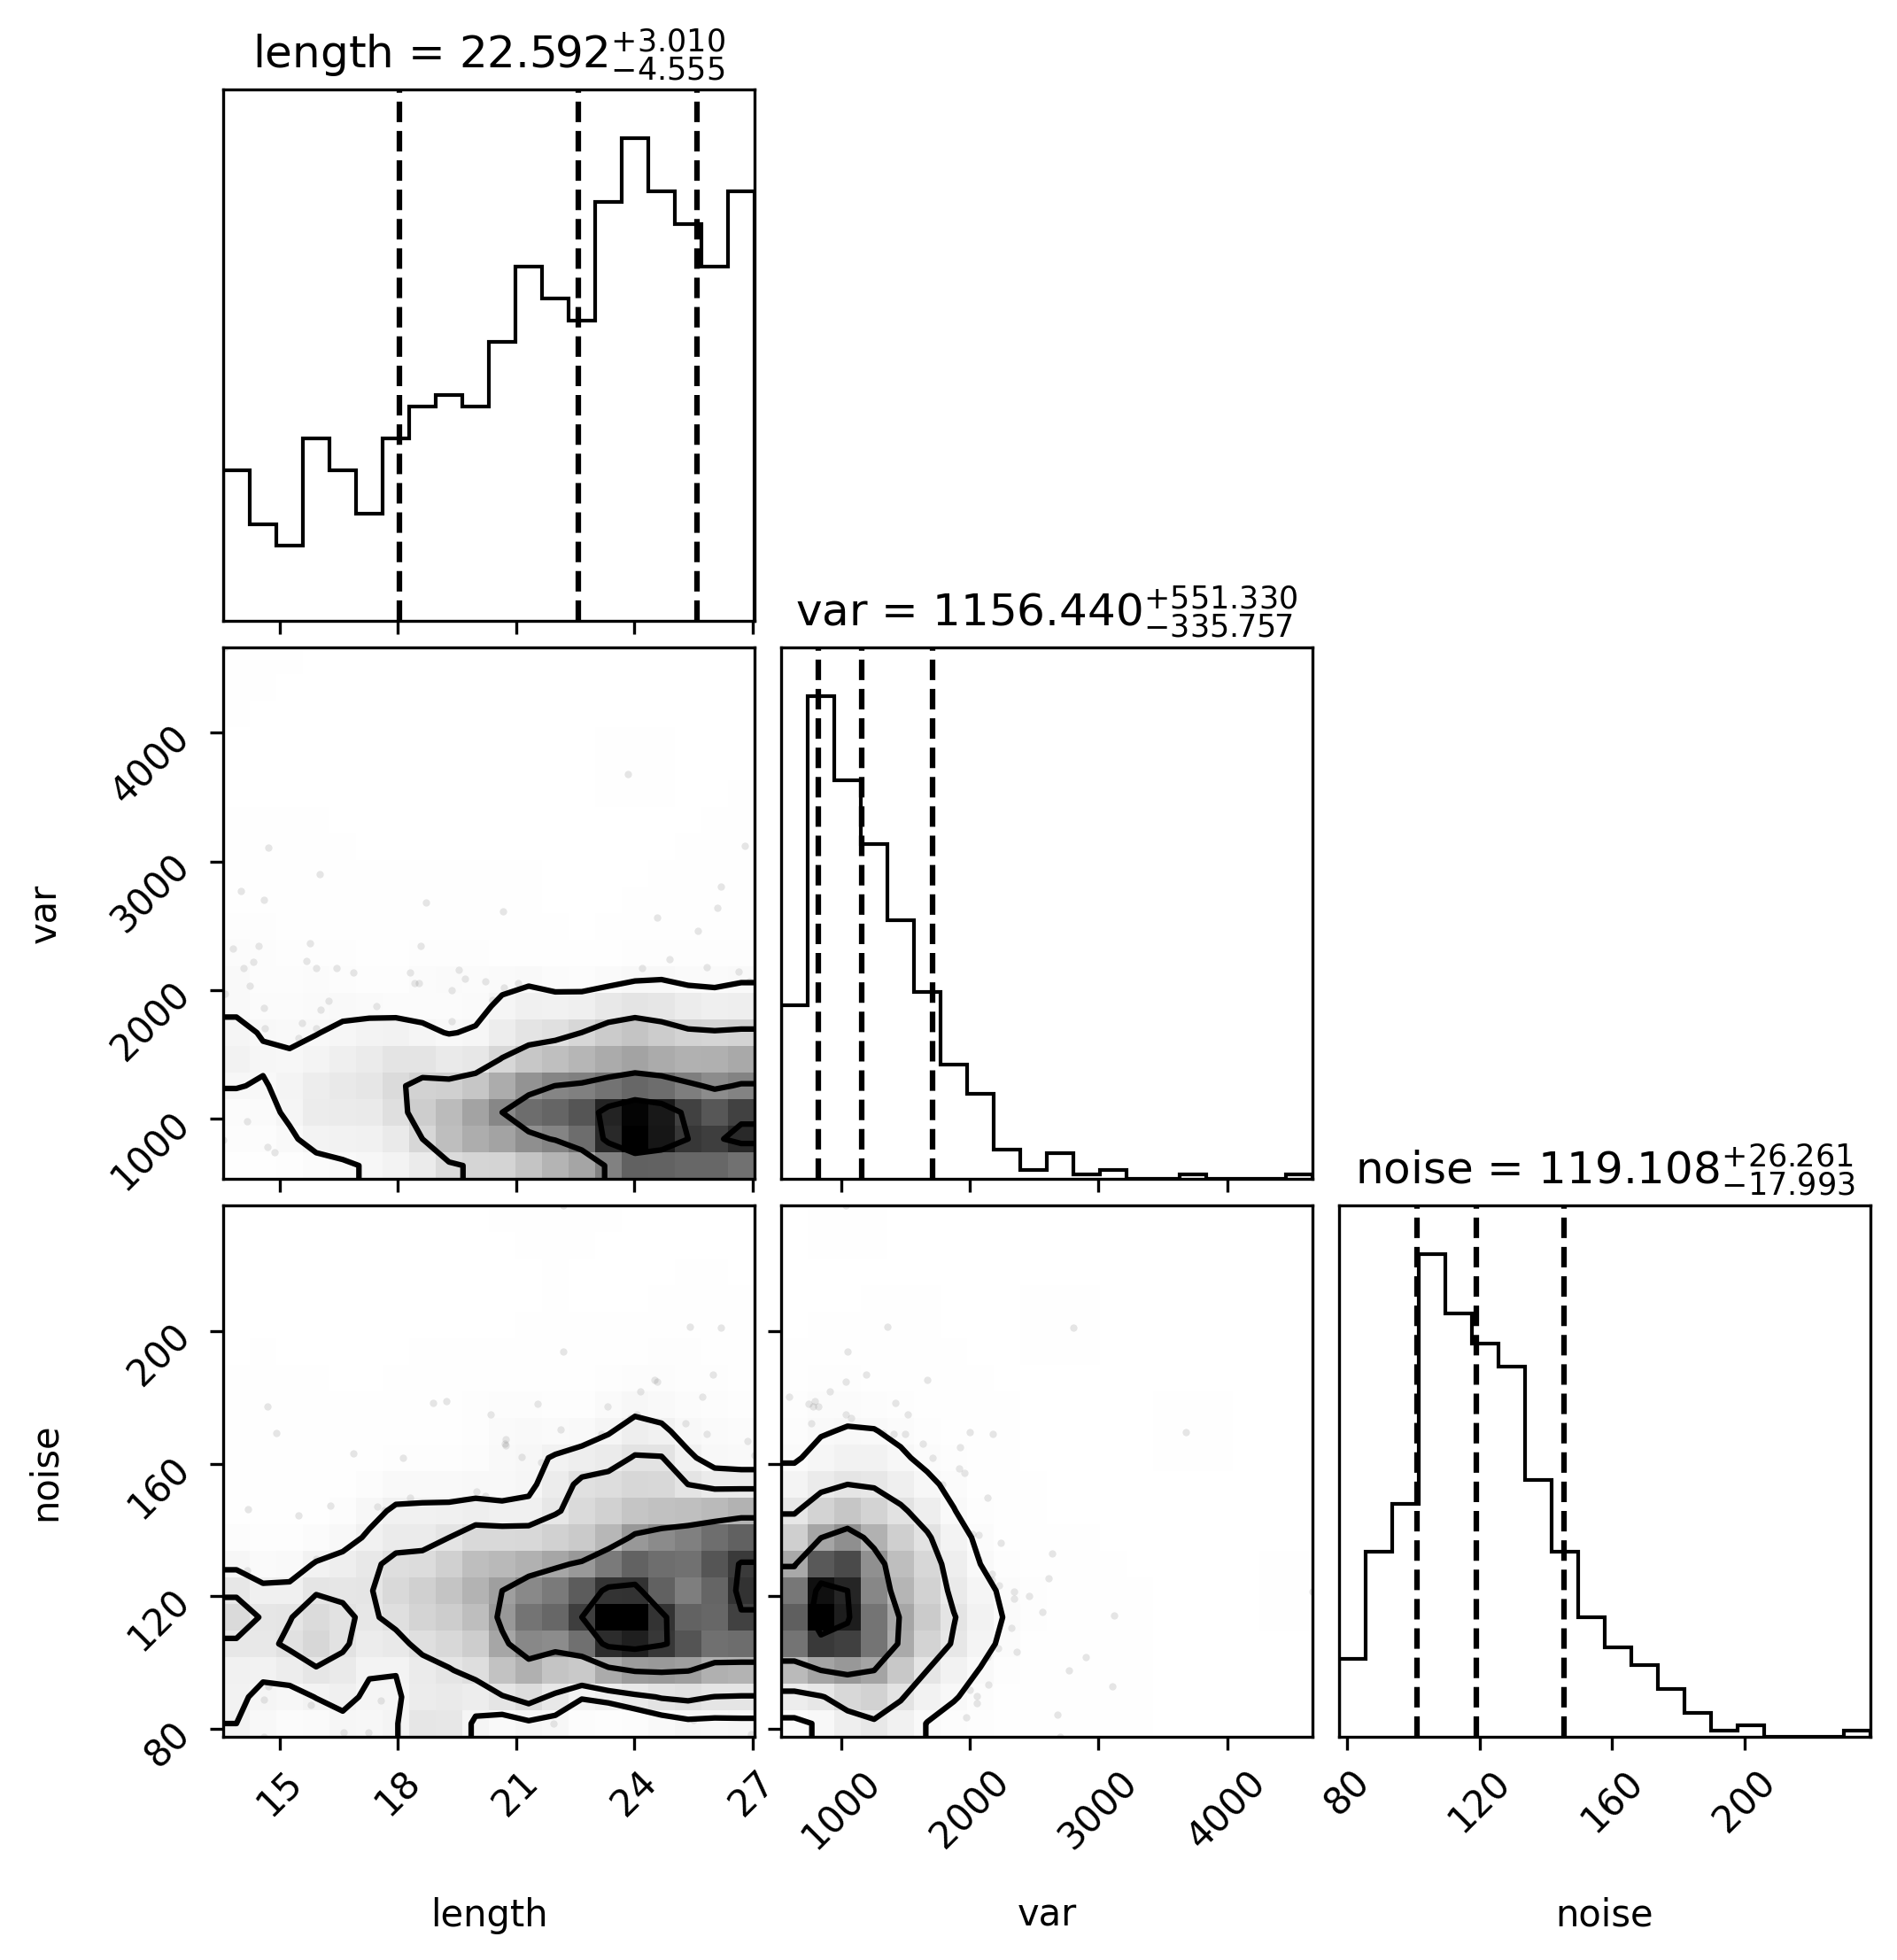 length = 22.592 +3.010 −4.555
var = 1156.440 +551.330 −335.757
4000
3000
2000
1000
var
noise = 119.108 +26.261 −17.993
200
160
120
80
noise
15 18 21 24 27
1000 2000 3000 4000
80 120 160 200
length var noise